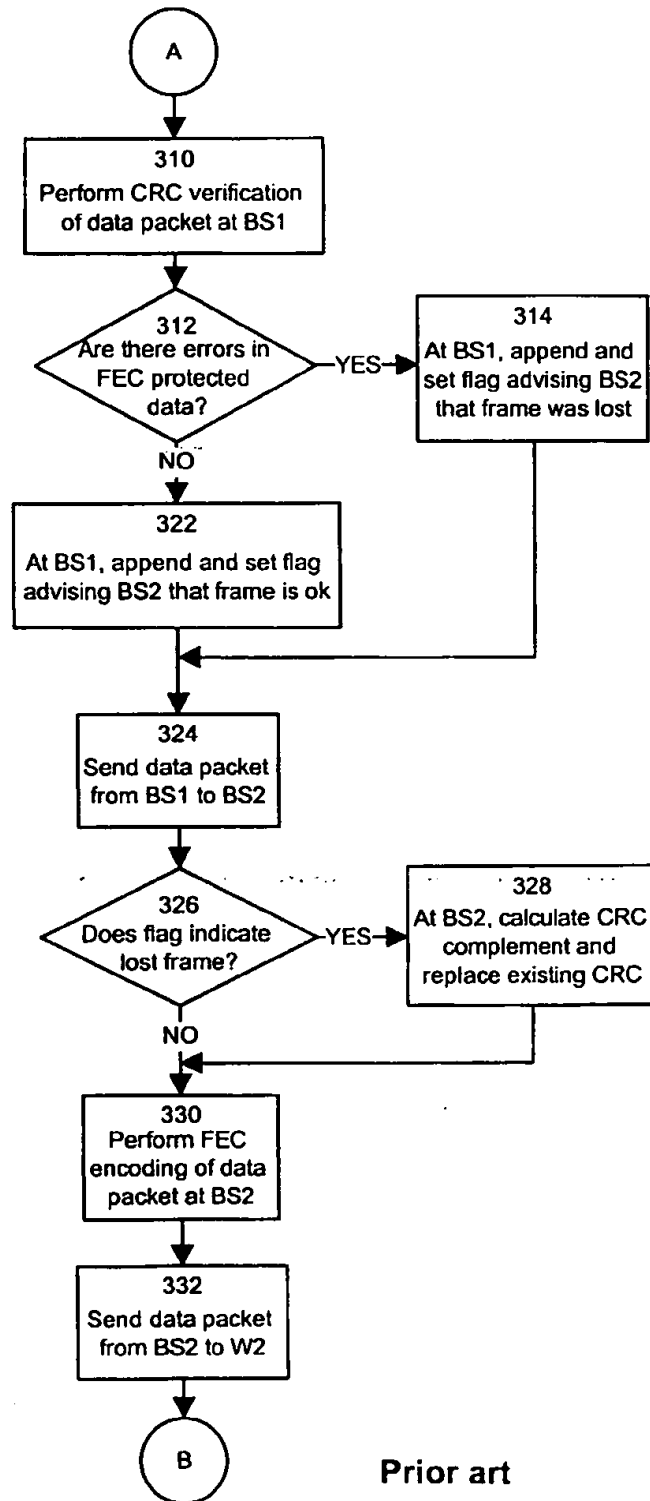 A
310
Perform CRC verification
of data packet at BS1
312
Are there errors in
FEC protected
data?
YES
314
At BS1, append and
set flag advising BS2
that frame was lost
NO
322
At BS1, append and set flag
advising BS2 that frame is ok
324
Send data packet
from BS1 to BS2
326
Does flag indicate
lost frame?
YES
328
At BS2, calculate CRC
complement and
replace existing CRC
NO
330
Perform FEC
encoding of data
packet at BS2
332
Send data packet
from BS2 to W2
B
Prior art